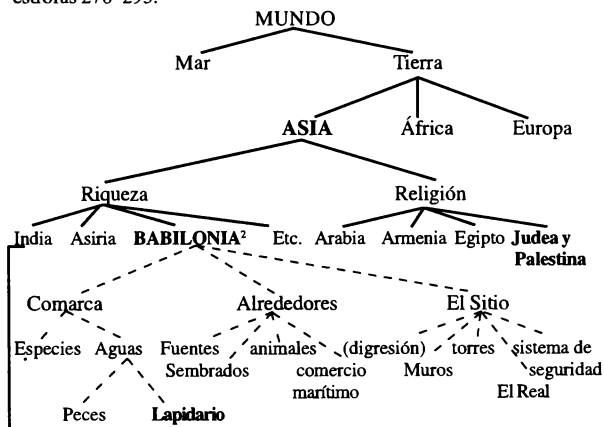 estrofas 276-293.
MUNDO
Mar Tierra
ASIA África Europa
Riqueza Religión
India Asiria BABILONIA² Etc. Arabia Armenia Egipto Judea y
Palestina
Comarca Alrededores El Sitio
Especies Aguas Fuentes animales (digresión) torres sistema de
Sembrados comercio Muros seguridad
marítimo El Real
Peces Lapidario